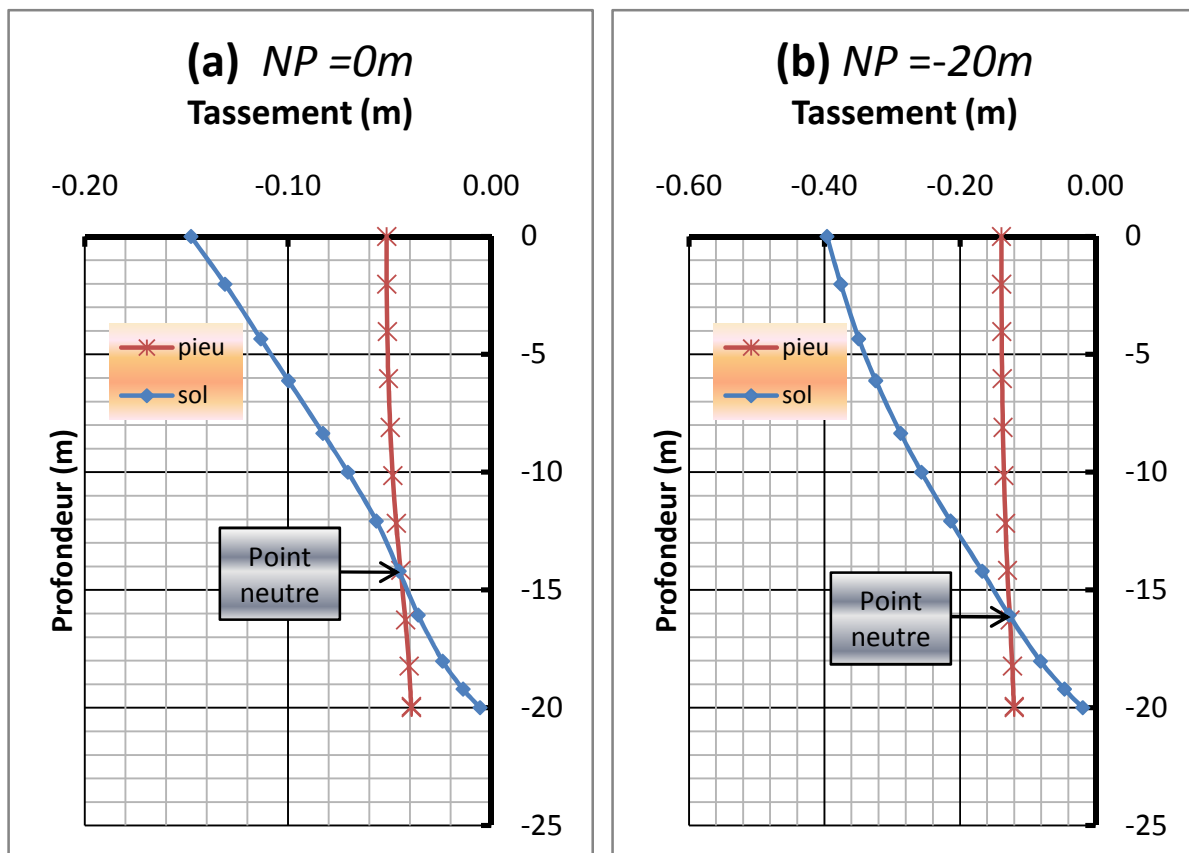 (a) NP =0m
Tassement (m)
-0.20 -0.10 0.00
0
-5
-10
-15
-20
-25
Profondeur (m)
pieu
sol
Point
neutre
(b) NP =-20m
Tassement (m)
-0.60 -0.40 -0.20 0.00
0
-5
-10
-15
-20
-25
Profondeur (m)
pieu
sol
Point
neutre